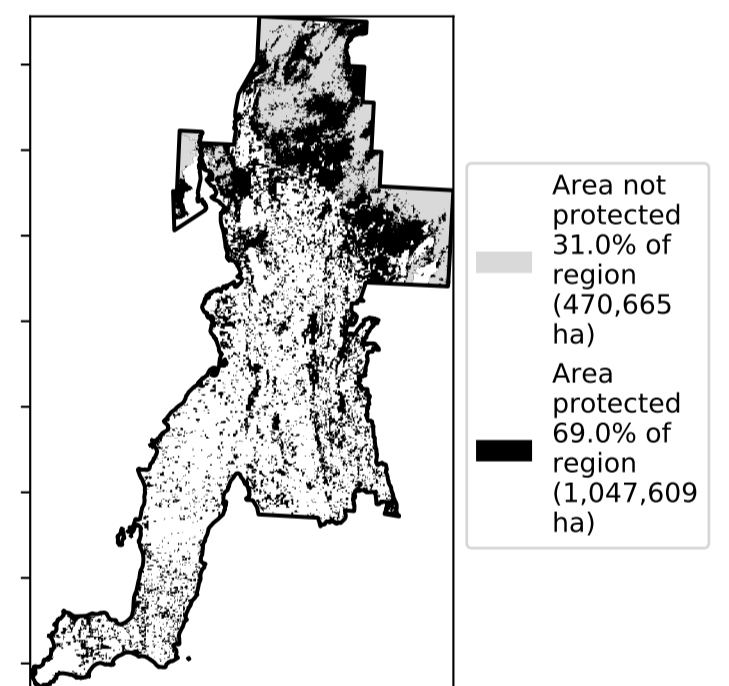 Area not
protected
31.0% of
region
(470,665
ha)
Area
protected
69.0% of
region
(1,047,609
ha)